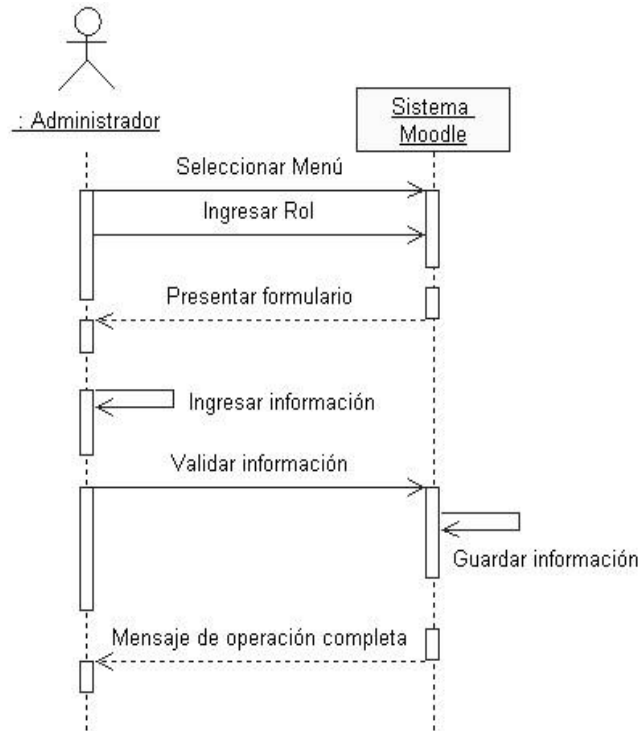 : Administrador
Sistema
Moodle
Seleccionar Menú
Ingresar Rol
Presentar formulario
Ingresar información
Validar información
Guardar información
Mensaje de operación completa